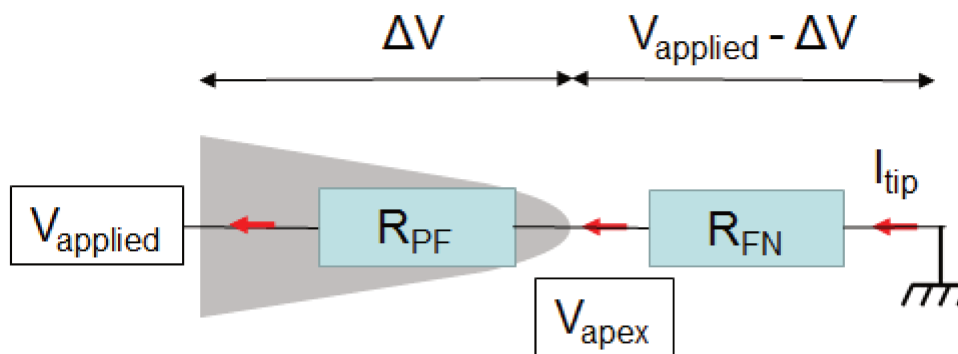 ΔV
V_applied - ΔV
I_tip
V_applied
R_PF
R_FN
V_apex